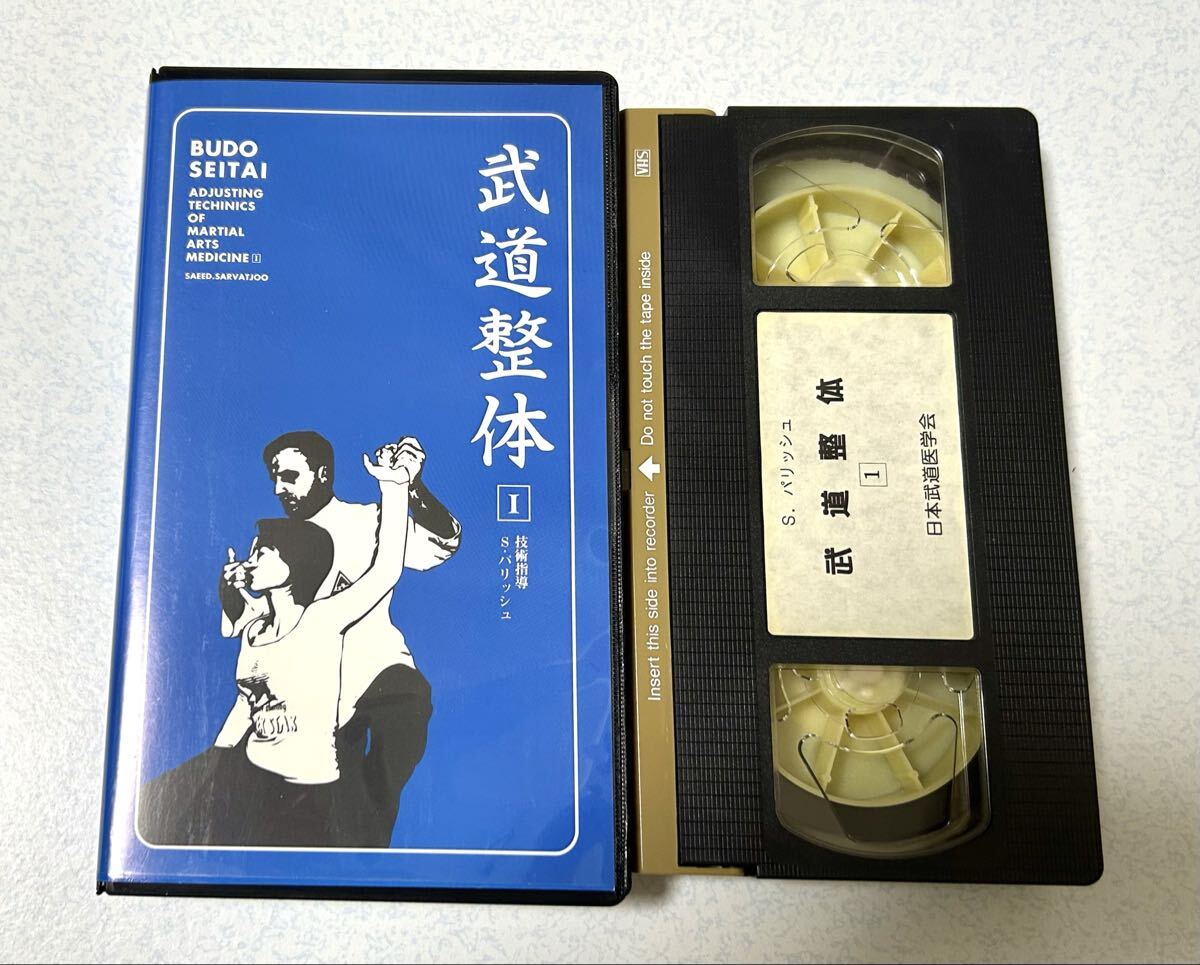 BUDO
SEITAI
ADJUSTING
TECHINICS
OF
MARTIAL
ARTS
MEDICINE I
SAEED.SARVATJOO
武道整体
I
技術指導
S・パリッシュ
VHS
Insert this side into recorder Do not touch the tape inside
S. パリッシュ
武道整体
1
日本武道医学会